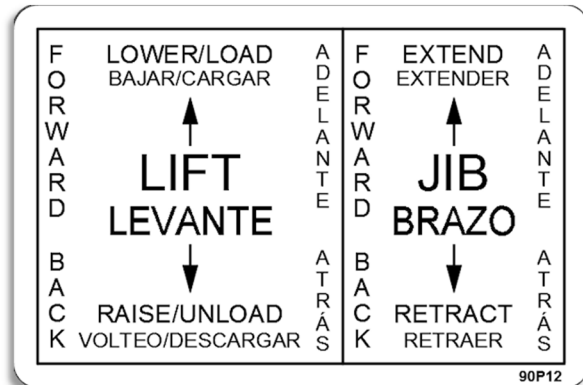 FORWARD
LOWER/LOAD
BAJAR/CARGAR
ADELANTE
LIFT
LEVANTE
BACK
RAISE/UNLOAD
VOLTEO/DESCARGAR
ATRÁS
FORWARD
EXTEND
EXTENDER
ADELANTE
JIB
BRAZO
BACK
RETRACT
RETRAER
ATRÁS
90P12